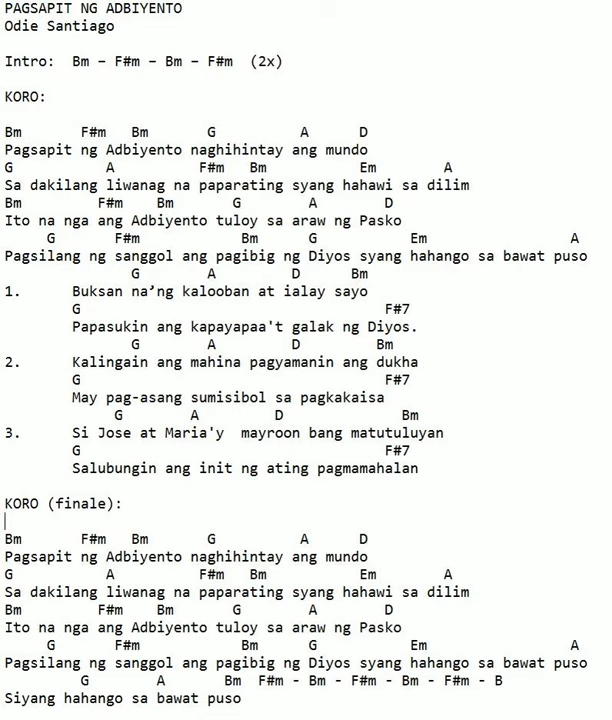 PAGSAPIT NG ADBIYENTO
Odie Santiago
Intro:  Bm – F#m – Bm – F#m  (2x)
KORO:
Bm       F#m   Bm       G          A      D
Pagsapit ng Adbiyento naghihintay ang mundo
G           A          F#m   Bm           Em        A
Sa dakilang liwanag na paparating syang hahawi sa dilim
Bm         F#m    Bm       G        A        D
Ito na nga ang Adbiyento tuloy sa araw ng Pasko
     G       F#m            Bm      G           Em                 A
Pagsilang ng sanggol ang pagibig ng Diyos syang hahango sa bawat puso
               G        A         D      Bm
1.      Buksan na’ng kalooban at ialay sayo
        G                                    F#7
        Papasukin ang kapayapaa't galak ng Diyos.
               G        A         D         Bm
2.      Kalingain ang mahina pagyamanin ang dukha
        G                                    F#7
        May pag-asang sumisibol sa pagkakaisa
             G        A         D              Bm
3.      Si Jose at Maria'y  mayroon bang matutuluyan
        G                                    F#7
        Salubungin ang init ng ating pagmamahalan
KORO (finale):
Bm       F#m   Bm       G          A      D
Pagsapit ng Adbiyento naghihintay ang mundo
G           A          F#m   Bm           Em        A
Sa dakilang liwanag na paparating syang hahawi sa dilim
Bm         F#m    Bm       G        A        D
Ito na nga ang Adbiyento tuloy sa araw ng Pasko
     G       F#m            Bm      G           Em                 A
Pagsilang ng sanggol ang pagibig ng Diyos syang hahango sa bawat puso
         G        A       Bm  F#m - Bm – F#m – Bm – F#m – B
Siyang hahango sa bawat puso